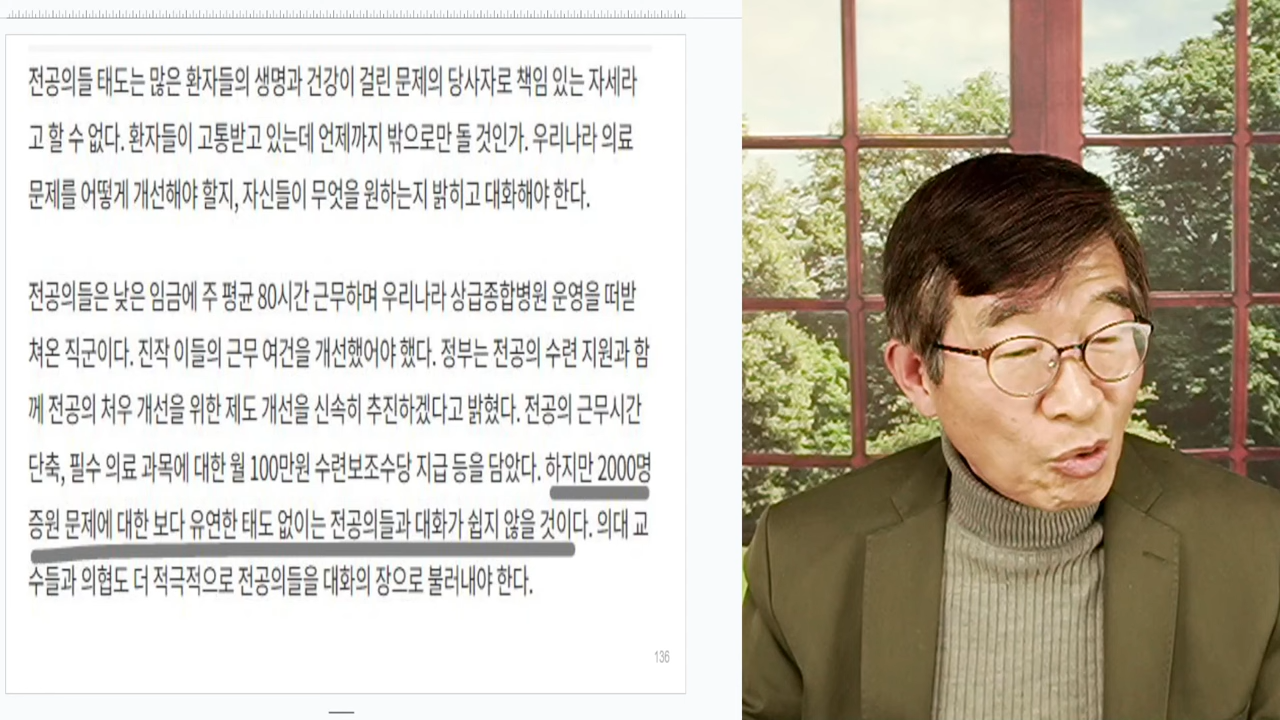 전공의들 태도는 많은 환자들의 생명과 건강이 걸린 문제의 당사자로 책임 있는 자세라
고 할 수 없다. 환자들이 고통받고 있는데 언제까지 밖으로만 돌 것인가. 우리나라 의료
문제를 어떻게 개선해야 할지, 자신들이 무엇을 원하는지 밝히고 대화해야 한다.
전공의들은 낮은 임금에 주 평균 80시간 근무하며 우리나라 상급종합병원 운영을 떠받
쳐온 직군이다. 진작 이들의 근무 여건을 개선했어야 했다. 정부는 전공의 수련 지원과 함
께 전공의 처우 개선을 위한 제도 개선을 신속히 추진하겠다고 밝혔다. 전공의 근무시간
단축, 필수 의료 과목에 대한 월 100만원 수련보조수당 지급 등을 담았다. 하지만 2000명
증원 문제에 대한 보다 유연한 태도 없이는 전공의들과 대화가 쉽지 않을 것이다. 의대 교
수들과 의협도 더 적극적으로 전공의들을 대화의 장으로 불러내야 한다.
136